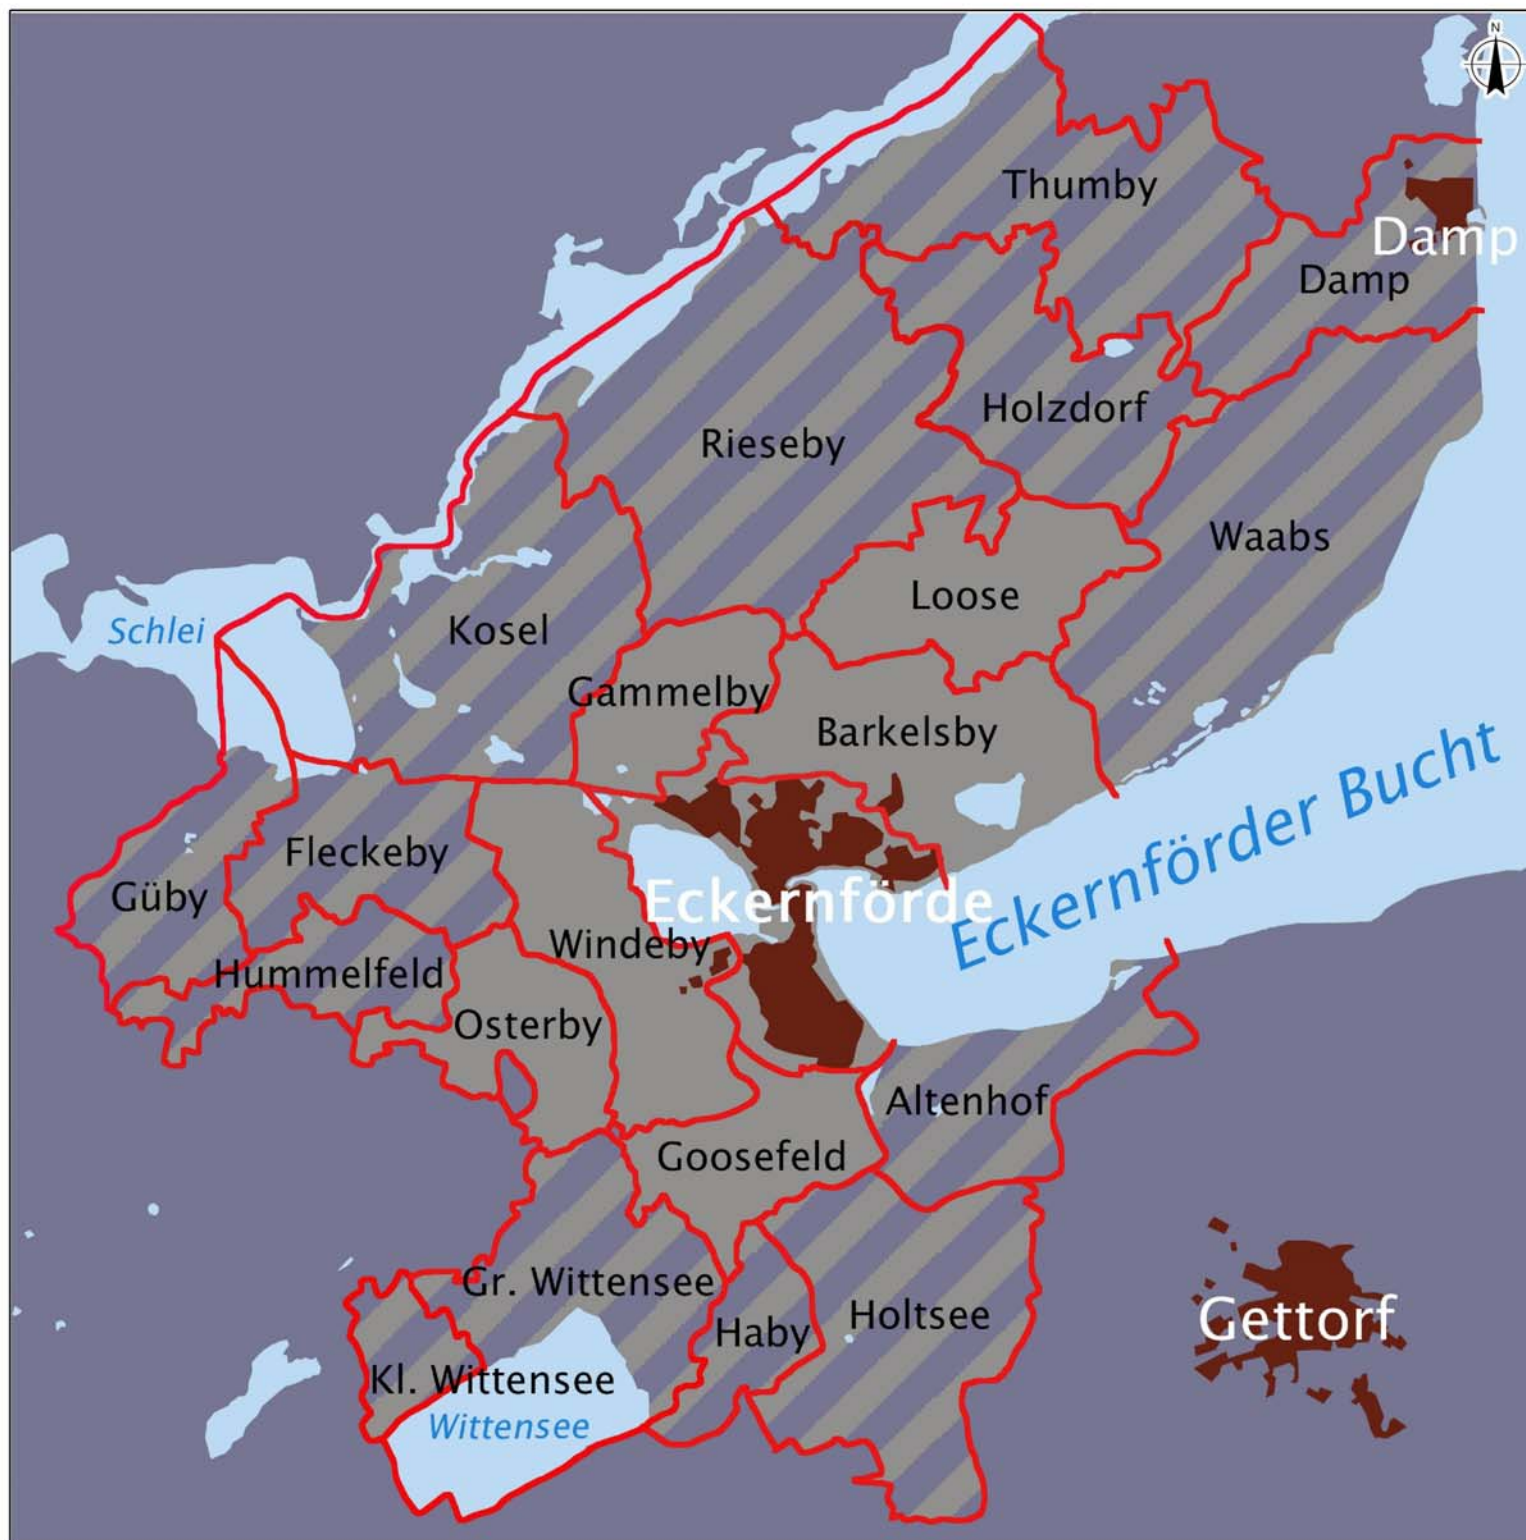 N
Thumby
Damp
Damp
Holzdorf
Rieseby
Waabs
Loose
Schlei
Kosel
Gammelby
Barkelsby
Eckernförder Bucht
Fleckeby
Güby
Eckernförde
Windeby
Hummelfeld
Osterby
Altenhof
Goosefeld
Gr. Wittensee
Holtsee
Gettorf
Haby
Kl. Wittensee
Wittensee